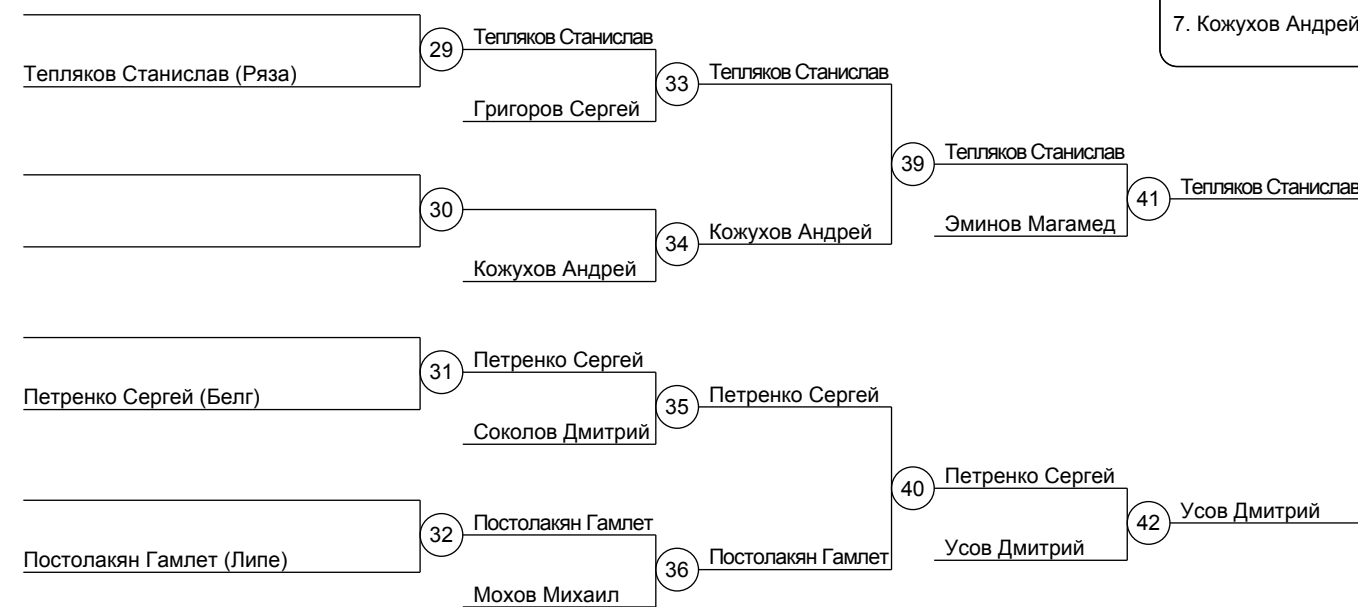 7. Кожухов Андрей
29
Тепляков Станислав
Тепляков Станислав (Ряза)
33
Тепляков Станислав
Григоров Сергей
39
Тепляков Станислав
41
Тепляков Станислав
30
Кожухов Андрей
34
Эминов Магамед
Кожухов Андрей
31
Петренко Сергей
Петренко Сергей (Белг)
35
Петренко Сергей
Соколов Дмитрий
40
Петренко Сергей
42
Усов Дмитрий
32
Постолакян Гамлет
Усов Дмитрий
Постолакян Гамлет (Липе)
36
Постолакян Гамлет
Мохов Михаил